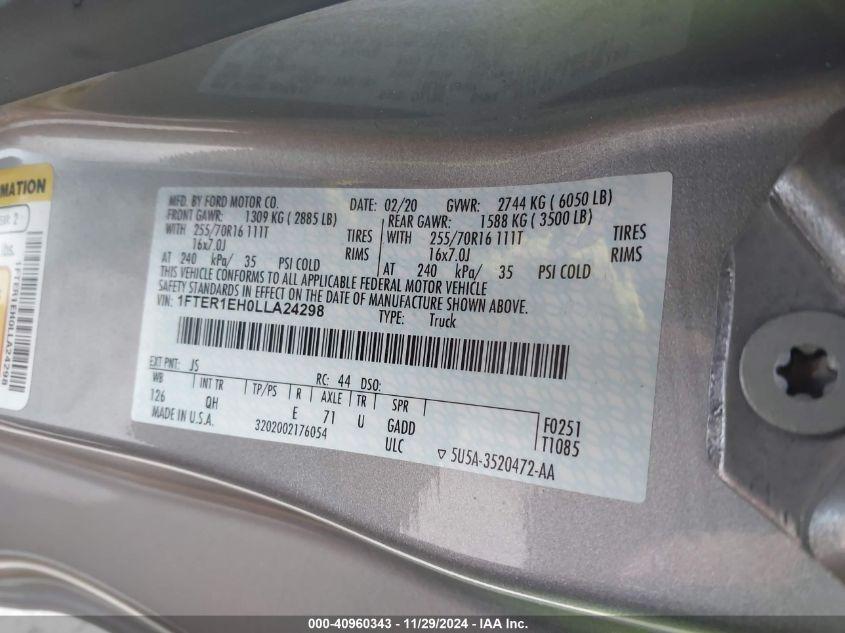 MATION
2
lbs.
1FTER1EH0LLA24298
MFD. BY FORD MOTOR CO.
DATE: 02/20 GVWR: 2744 KG ( 6050 LB)
FRONT GAWR: 1309 KG ( 2885 LB)
REAR GAWR: 1588 KG ( 3500 LB)
WITH 255/70R16 111T TIRES
WITH 255/70R16 111T TIRES
16x7.0J RIMS
16x7.0J RIMS
AT 240 kPa/ 35 PSI COLD
AT 240 kPa/ 35 PSI COLD
THIS VEHICLE CONFORMS TO ALL APPLICABLE FEDERAL MOTOR VEHICLE
SAFETY STANDARDS IN EFFECT ON THE DATE OF MANUFACTURE SHOWN ABOVE.
VIN: 1FTER1EH0LLA24298
TYPE: Truck
EXT PNT: JS RC: 44 DSO:
WB INT TR TP/PS R AXLE TR SPR
126 QH E 71 U GADD F0251
MADE IN U.S.A. 3202002176054 ULC T1085
5U5A-3520472-AA
000-40960343 - 11/29/2024 - IAA Inc.